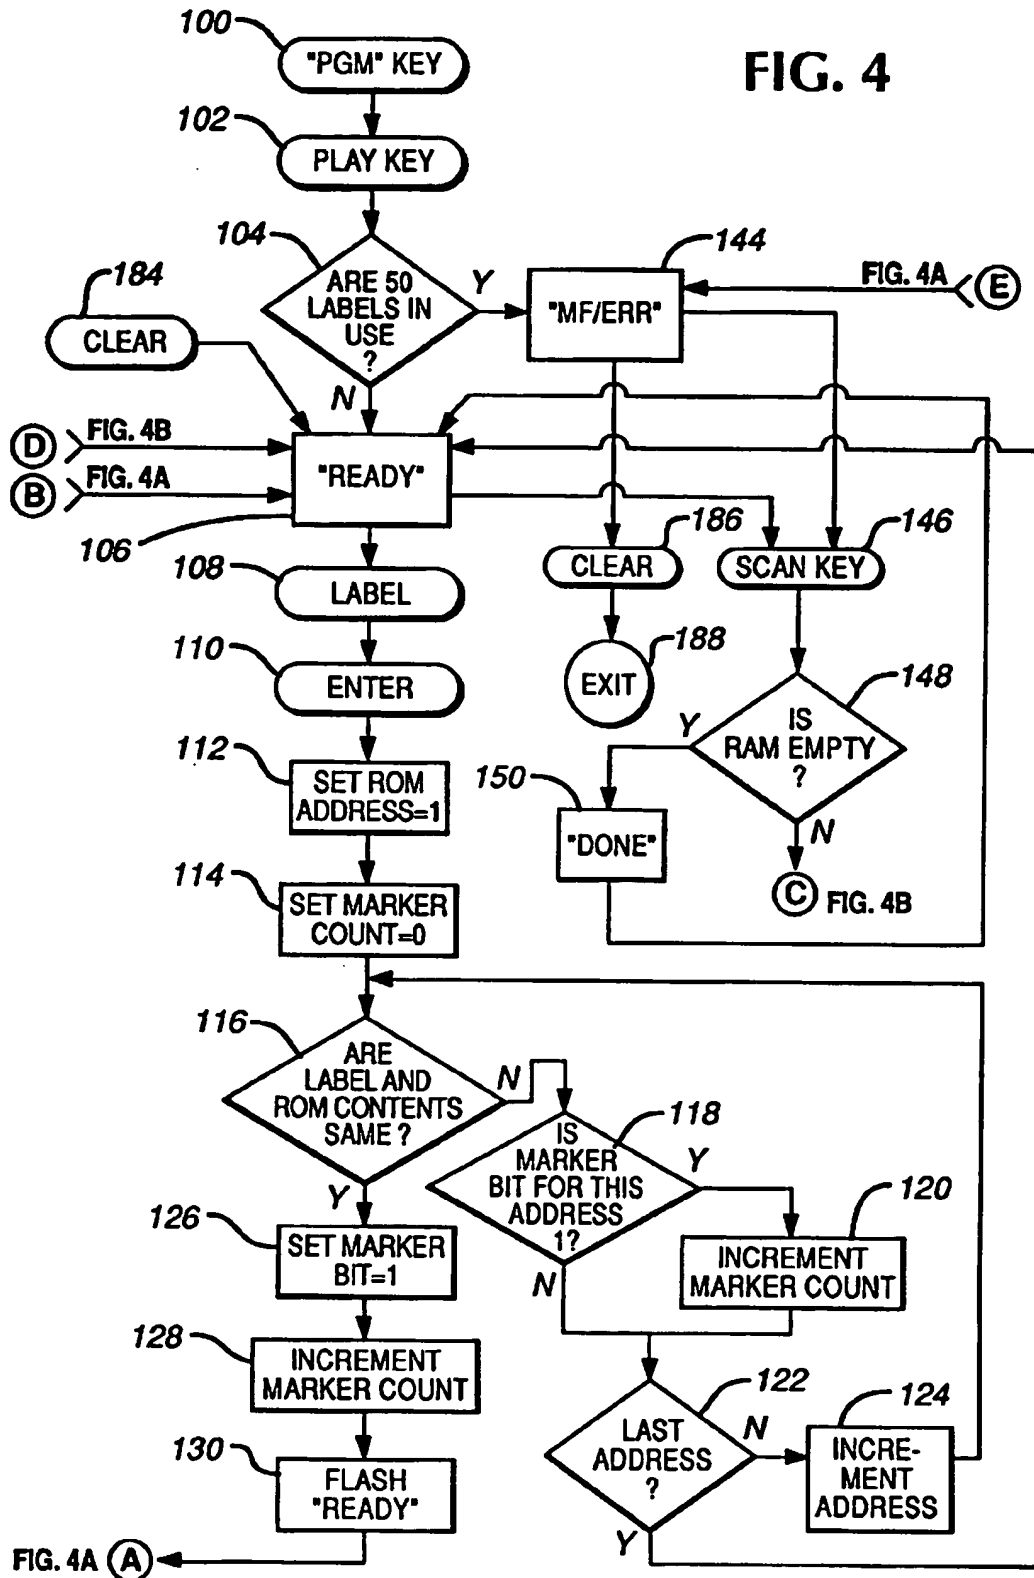 FIG. 4
100
"PGM" KEY
102
PLAY KEY
104
ARE 50
LABELS IN
USE
?
Y
N
144
"MF/ERR"
FIG. 4A
E
184
CLEAR
D
FIG. 4B
B
FIG. 4A
"READY"
106
186
CLEAR
146
SCAN KEY
108
LABEL
110
ENTER
188
EXIT
148
IS
RAM EMPTY
?
Y
N
150
"DONE"
C
FIG. 4B
112
SET ROM
ADDRESS=1
114
SET MARKER
COUNT=0
116
ARE
LABEL AND
ROM CONTENTS
SAME ?
N
Y
118
IS
MARKER
BIT FOR THIS
ADDRESS
1?
Y
N
120
INCREMENT
MARKER COUNT
126
SET MARKER
BIT=1
128
INCREMENT
MARKER COUNT
122
LAST
ADDRESS
?
N
Y
124
INCRE-
MENT
ADDRESS
130
FLASH
"READY"
FIG. 4A
A